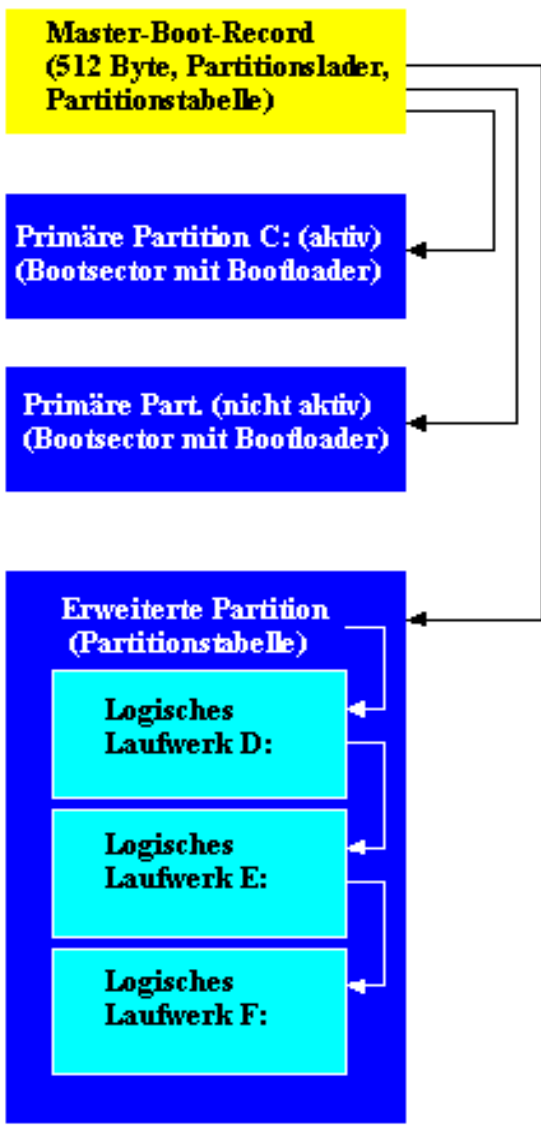 Master-Boot-Record
(512 Byte, Partitionslader,
Partitionstabelle)
Primäre Partition C: (aktiv)
(Bootsector mit Bootloader)
Primäre Part. (nicht aktiv)
(Bootsector mit Bootloader)
Erweiterte Partition
(Partitionstabelle)
Logisches
Laufwerk D:
Logisches
Laufwerk E:
Logisches
Laufwerk F: